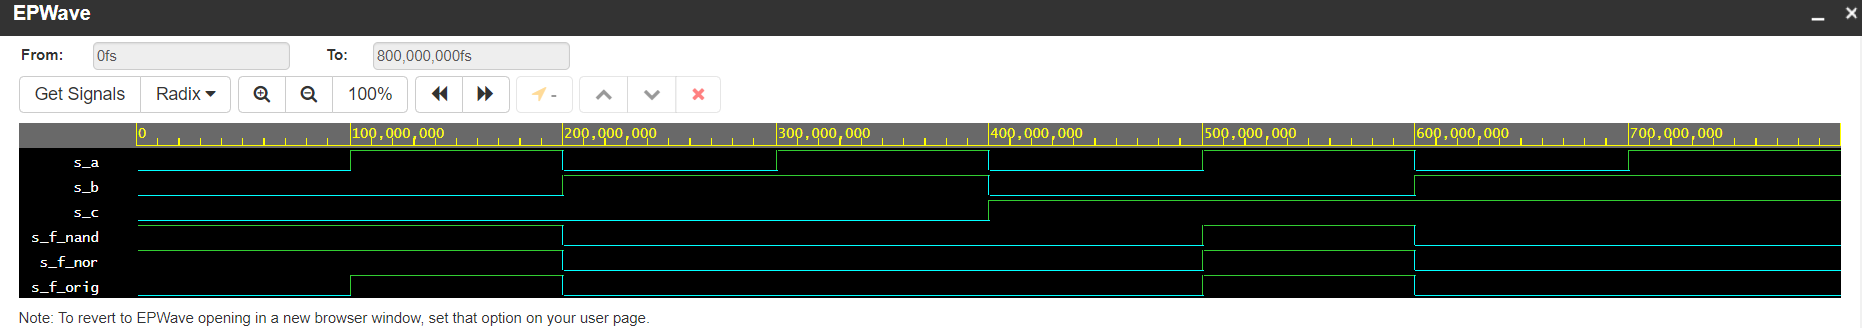 EPWave
From: 0fs To: 800,000,000fs
Get Signals Radix 100% -
0 100,000,000 200,000,000 300,000,000 400,000,000 500,000,000 600,000,000 700,000,000
s_a
s_b
s_c
s_f_nand
s_f_nor
s_f_orig
Note: To revert to EPWave opening in a new browser window, set that option on your user page.